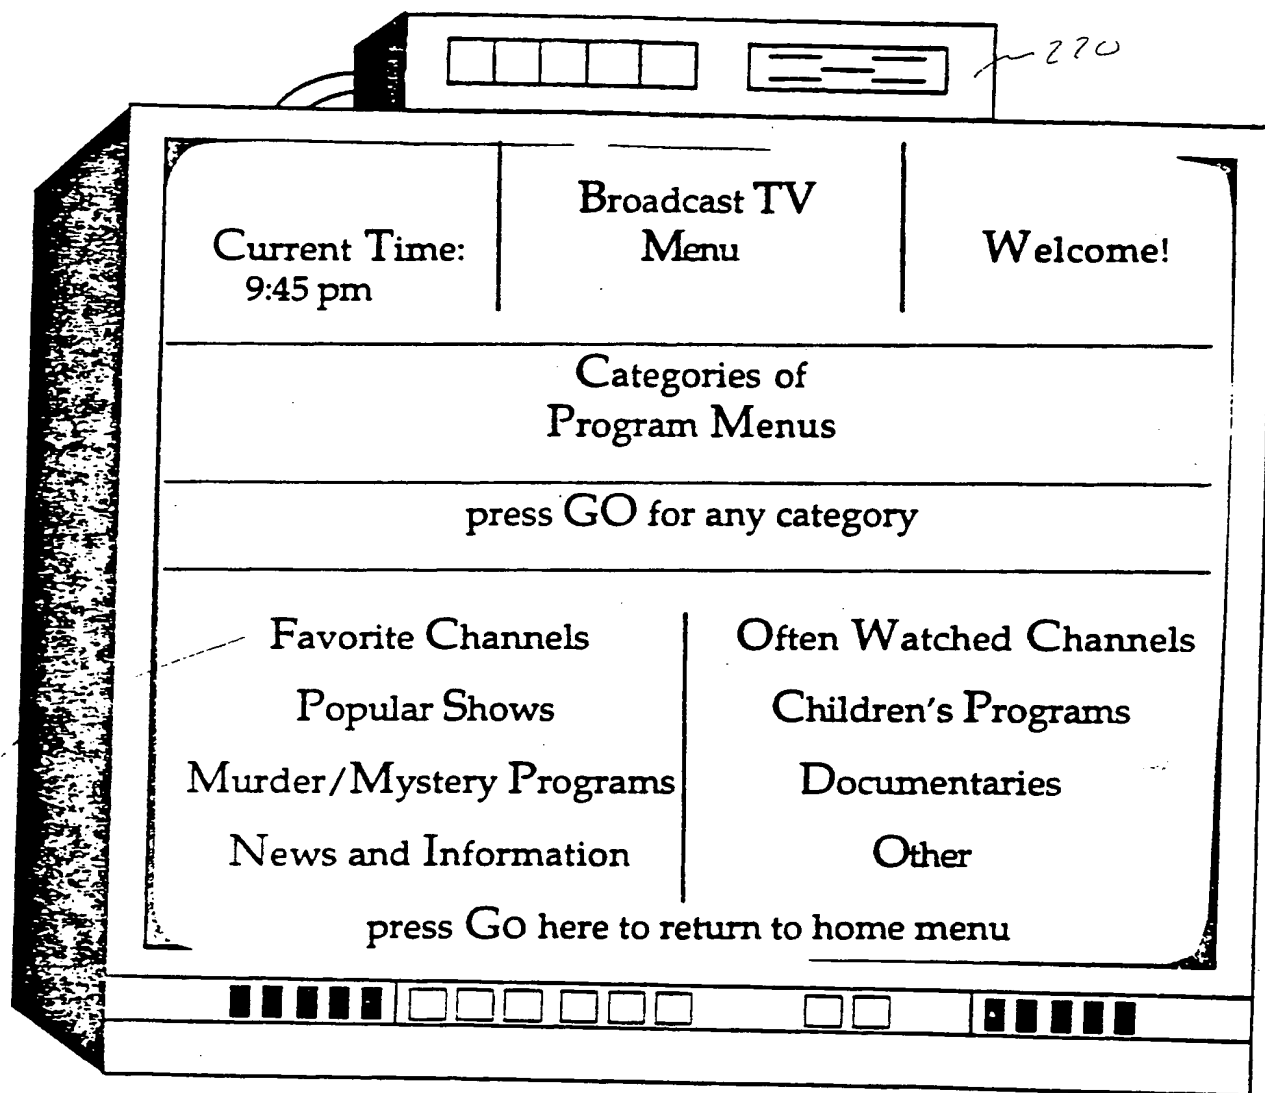 220
Broadcast TV
Menu
Current Time:
9:45 pm
Welcome!
Categories of
Program Menus
press GO for any category
Favorite Channels
Often Watched Channels
Popular Shows
Children's Programs
Murder/Mystery Programs
Documentaries
News and Information
Other
press Go here to return to home menu